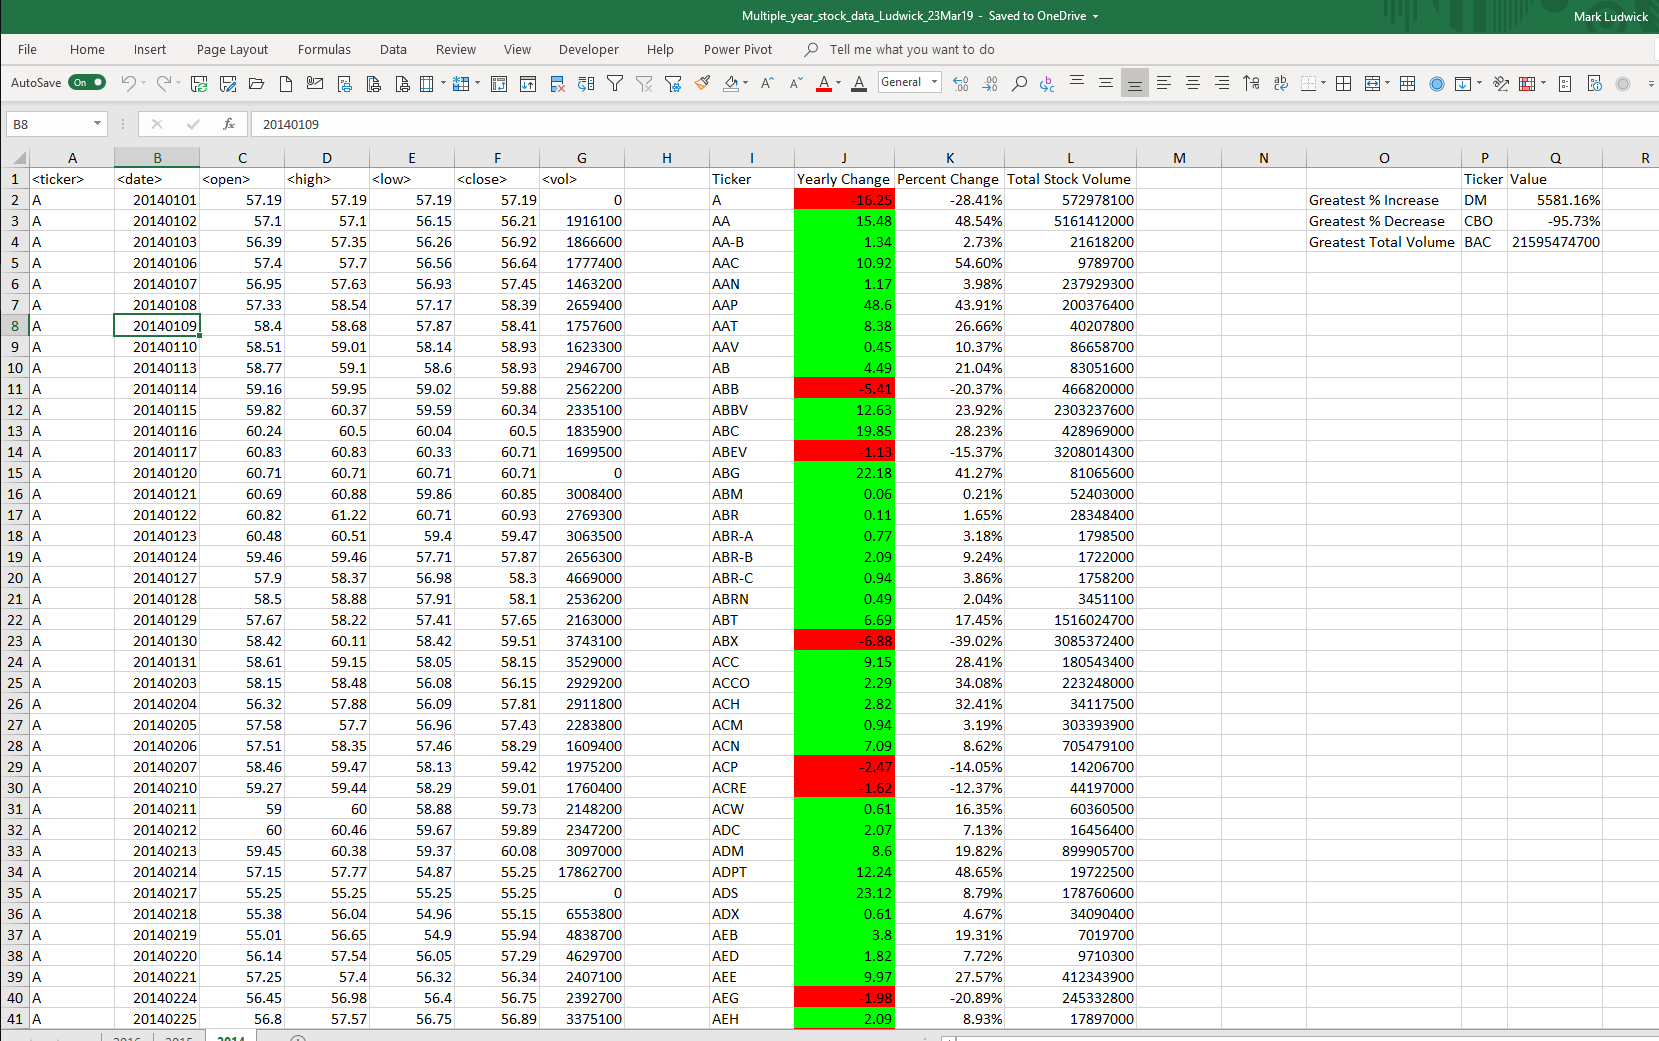 Multiple_year_stock_data_Ludwick_23Mar19 - Saved to OneDrive
Mark Ludwick
File Home Insert Page Layout Formulas Data Review View Developer Help Power Pivot Tell me what you want to do
AutoSave On General
B8 fx 20140109
A B C D E F G H I J K L M N O P Q R
1 <ticker> <date> <open> <high> <low> <close> <vol> Ticker Yearly Change Percent Change Total Stock Volume Ticker Value
2 A 20140101 57.19 57.19 57.19 57.19 0 A -16.25 -28.41% 572978100 Greatest % Increase DM 5581.16%
3 A 20140102 57.1 57.1 56.15 56.21 1916100 AA 15.48 48.54% 5161412000 Greatest % Decrease CBO -95.73%
4 A 20140103 56.39 57.35 56.26 56.92 1866600 AA-B 1.34 2.73% 21618200 Greatest Total Volume BAC 21595474700
5 A 20140106 57.4 57.7 56.56 56.64 1777400 AAC 10.92 54.60% 9789700
6 A 20140107 56.95 57.63 56.93 57.45 1463200 AAN 1.17 3.98% 237929300
7 A 20140108 57.33 58.54 57.17 58.39 2659400 AAP 48.6 43.91% 200376400
8 A 20140109 58.4 58.68 57.87 58.41 1757600 AAT 8.38 26.66% 40207800
9 A 20140110 58.51 59.01 58.14 58.93 1623300 AAV 0.45 10.37% 86658700
10 A 20140113 58.77 59.1 58.6 58.93 2946700 AB 4.49 21.04% 83051600
11 A 20140114 59.16 59.95 59.02 59.88 2562200 ABB -5.41 -20.37% 466820000
12 A 20140115 59.82 60.37 59.59 60.34 2335100 ABBV 12.63 23.92% 2303237600
13 A 20140116 60.24 60.5 60.04 60.5 1835900 ABC 19.85 28.23% 428969000
14 A 20140117 60.83 60.83 60.33 60.71 1699500 ABEV -1.13 -15.37% 3208014300
15 A 20140120 60.71 60.71 60.71 60.71 0 ABG 22.18 41.27% 81065600
16 A 20140121 60.69 60.88 59.86 60.85 3008400 ABM 0.06 0.21% 52403000
17 A 20140122 60.82 61.22 60.71 60.93 2769300 ABR 0.11 1.65% 28348400
18 A 20140123 60.48 60.51 59.4 59.47 3063500 ABR-A 0.77 3.18% 1798500
19 A 20140124 59.46 59.46 57.71 57.87 2656300 ABR-B 2.09 9.24% 1722000
20 A 20140127 57.9 58.37 56.98 58.3 4669000 ABR-C 0.94 3.86% 1758200
21 A 20140128 58.5 58.88 57.91 58.1 2536200 ABRN 0.49 2.04% 3451100
22 A 20140129 57.67 58.22 57.41 57.65 2163000 ABT 6.69 17.45% 1516024700
23 A 20140130 58.42 60.11 58.42 59.51 3743100 ABX -6.88 -39.02% 3085372400
24 A 20140131 58.61 59.15 58.05 58.15 3529000 ACC 9.15 28.41% 180543400
25 A 20140203 58.15 58.48 56.08 56.15 2929200 ACCO 2.29 34.08% 223248000
26 A 20140204 56.32 57.88 56.09 57.81 2911800 ACH 2.82 32.41% 34117500
27 A 20140205 57.58 57.7 56.96 57.43 2283800 ACM 0.94 3.19% 303393900
28 A 20140206 57.51 58.35 57.46 58.29 1609400 ACN 7.09 8.62% 705479100
29 A 20140207 58.46 59.47 58.13 59.42 1975200 ACP -2.47 -14.05% 14206700
30 A 20140210 59.27 59.44 58.29 59.01 1760400 ACRE -1.62 -12.37% 44197000
31 A 20140211 59 60 58.88 59.73 2148200 ACW 0.61 16.35% 60360500
32 A 20140212 60 60.46 59.67 59.89 2347200 ADC 2.07 7.13% 16456400
33 A 20140213 59.45 60.38 59.37 60.08 3097000 ADM 8.6 19.82% 899905700
34 A 20140214 57.15 57.77 54.87 55.25 17862700 ADPT 12.24 48.65% 19722500
35 A 20140217 55.25 55.25 55.25 55.25 0 ADS 23.12 8.79% 178760600
36 A 20140218 55.38 56.04 54.96 55.15 6553800 ADX 0.61 4.67% 34090400
37 A 20140219 55.01 56.65 54.9 55.94 4838700 AEB 3.8 19.31% 7019700
38 A 20140220 56.14 57.54 56.05 57.29 4629700 AED 1.82 7.72% 9710300
39 A 20140221 57.25 57.4 56.32 56.34 2407100 AEE 9.97 27.57% 412343900
40 A 20140224 56.45 56.98 56.4 56.75 2392700 AEG -1.98 -20.89% 245332800
41 A 20140225 56.8 57.57 56.75 56.89 3375100 AEH 2.09 8.93% 17897000
2016 2015 2014